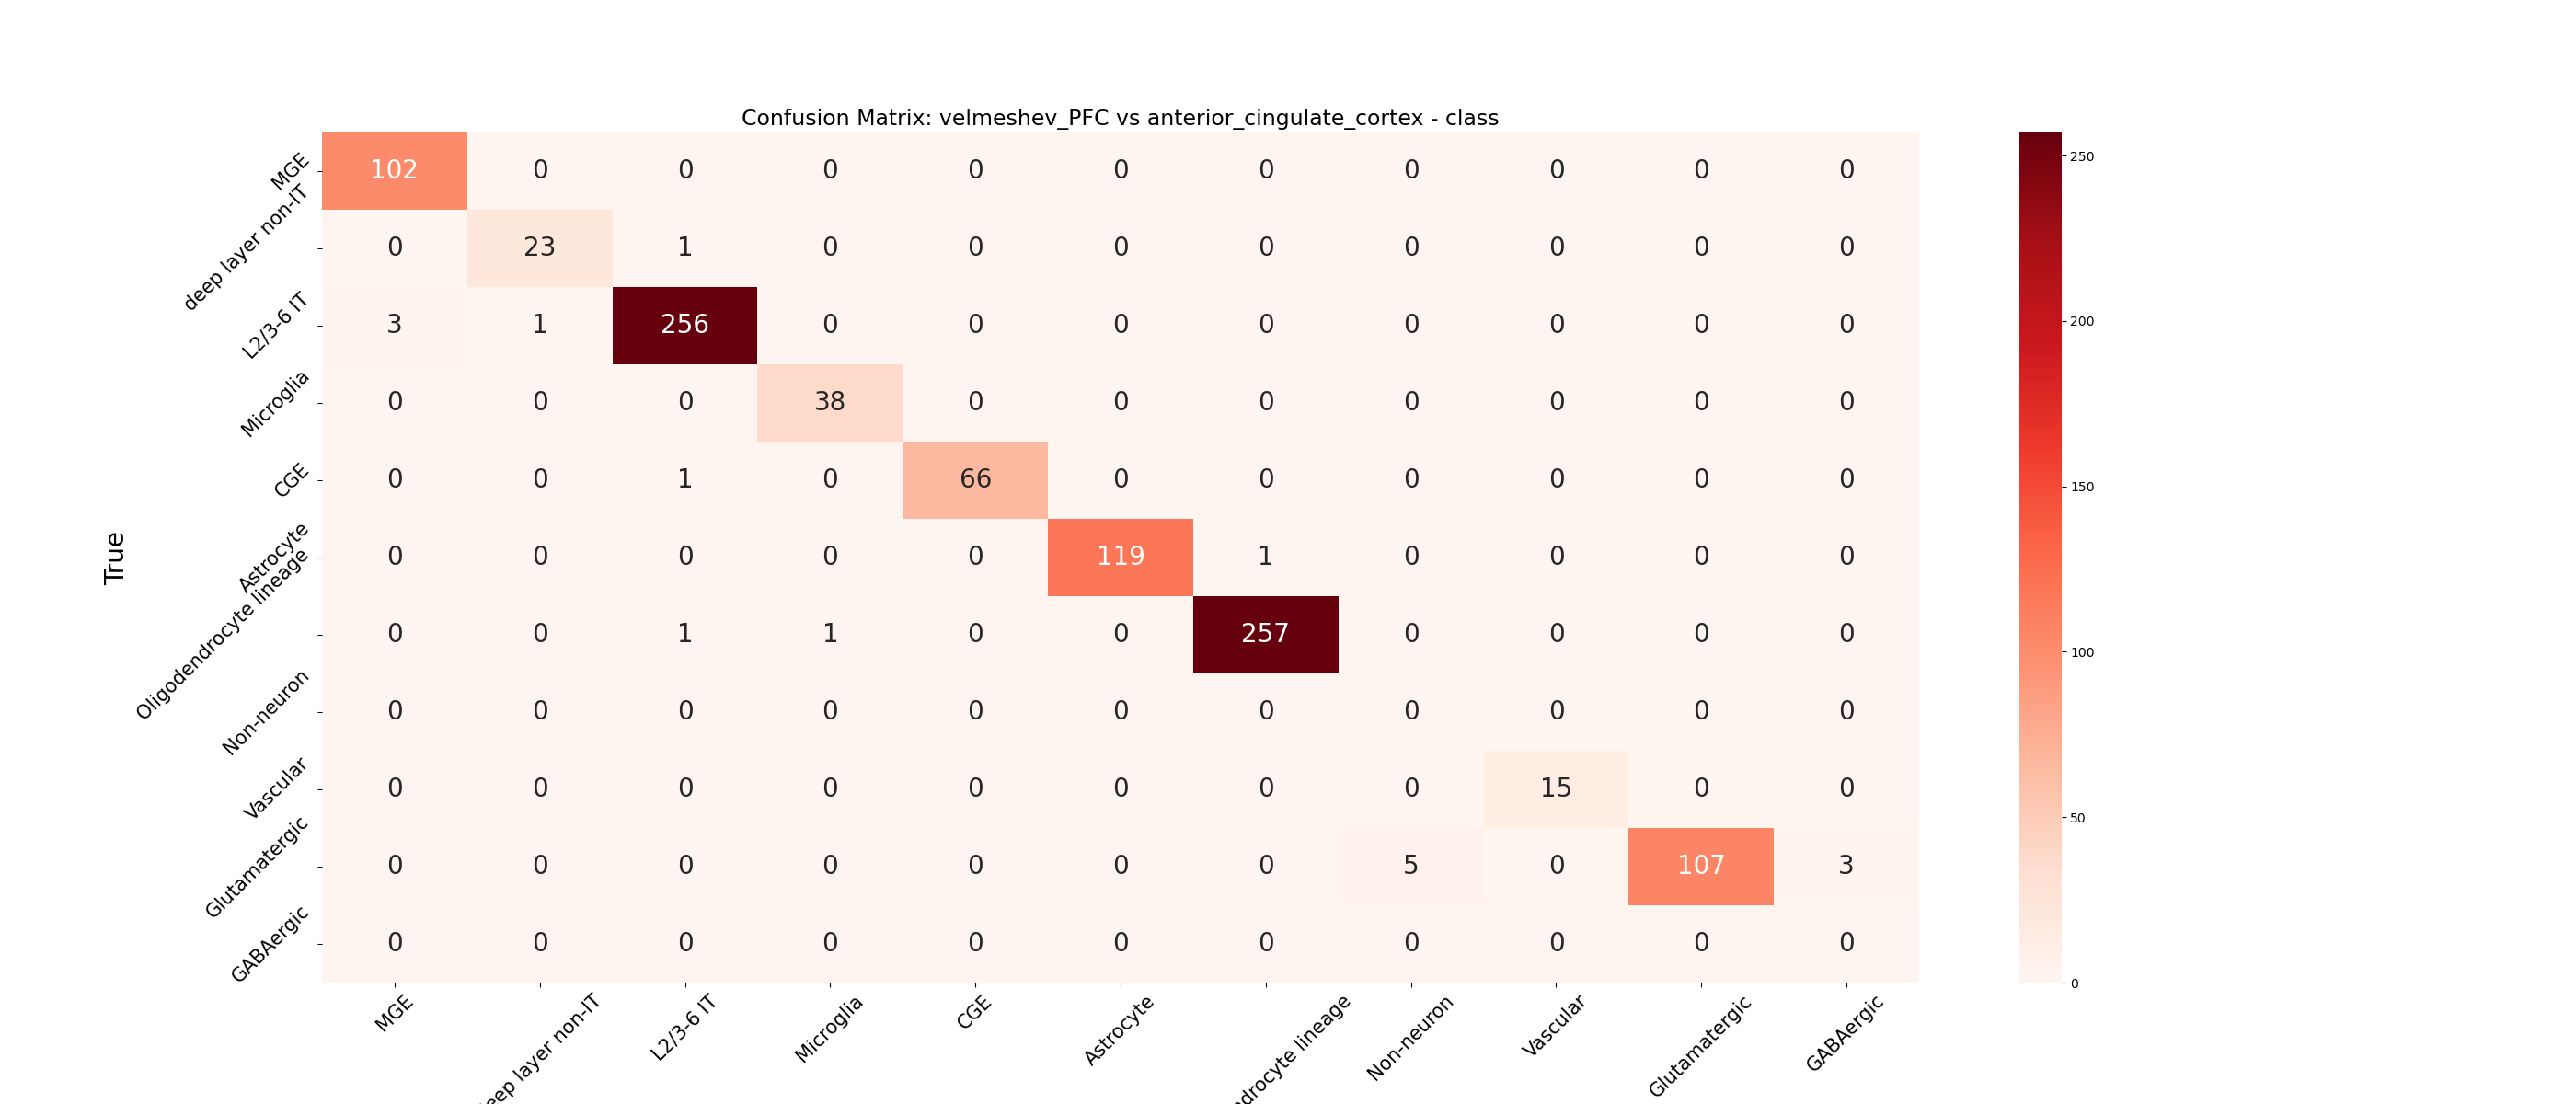 Confusion Matrix: velmeshev_PFC vs anterior_cingulate_cortex - class
True
MGE 102 0 0 0 0 0 0 0 0 0 0
deep layer non-IT 0 23 1 0 0 0 0 0 0 0 0
L2/3-6 IT 3 1 256 0 0 0 0 0 0 0 0
Microglia 0 0 0 38 0 0 0 0 0 0 0
CGE 0 0 1 0 66 0 0 0 0 0 0
Astrocyte 0 0 0 0 0 119 1 0 0 0 0
Oligodendrocyte lineage 0 0 1 1 0 0 257 0 0 0 0
Non-neuron 0 0 0 0 0 0 0 0 0 0 0
Vascular 0 0 0 0 0 0 0 0 15 0 0
Glutamatergic 0 0 0 0 0 0 0 5 0 107 3
GABAergic 0 0 0 0 0 0 0 0 0 0 0
MGE
eep layer non-IT
L2/3-6 IT
Microglia
CGE
Astrocyte
ndrocyte lineage
Non-neuron
Vascular
Glutamatergic
GABAergic
250
200
150
100
50
0